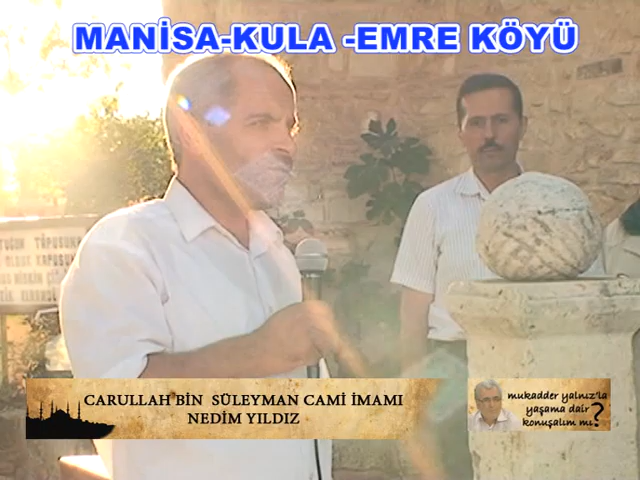 MANİSA-KULA -EMRE KÖYÜ
CARULLAH BİN SÜLEYMAN CAMİ İMAMI
NEDİM YILDIZ
mukadder yalnız'la
yaşama dair
konuşalım mı?